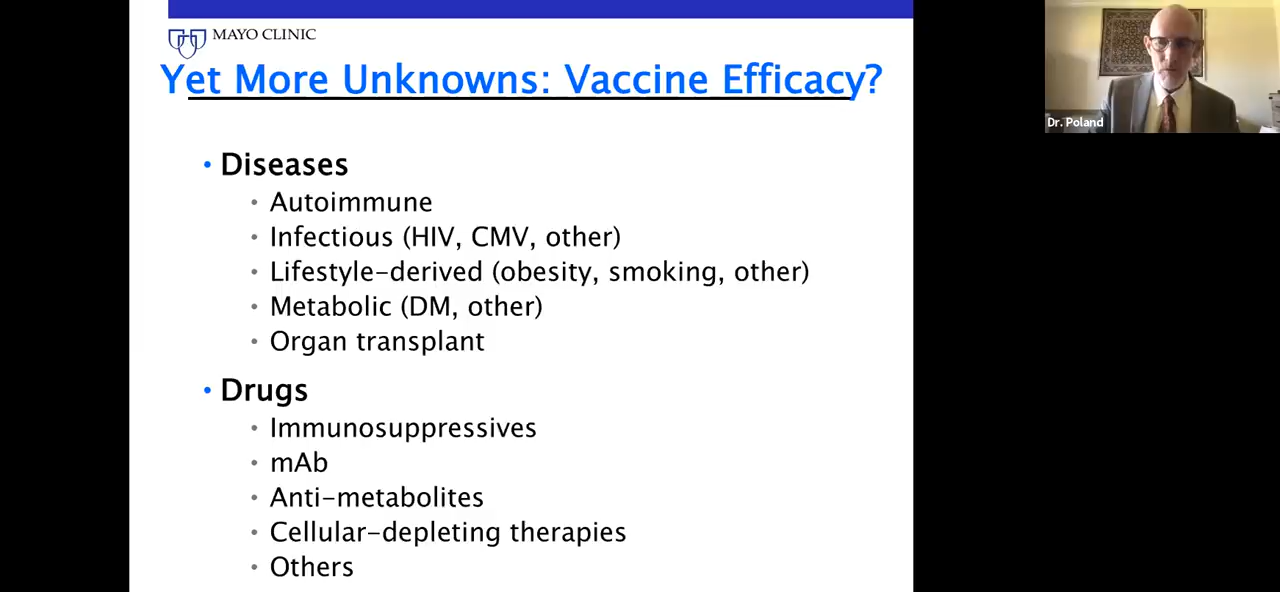 MAYO CLINIC
Yet More Unknowns: Vaccine Efficacy?
• Diseases
• Autoimmune
• Infectious (HIV, CMV, other)
• Lifestyle-derived (obesity, smoking, other)
• Metabolic (DM, other)
• Organ transplant
• Drugs
• Immunosuppressives
• mAb
• Anti-metabolites
• Cellular-depleting therapies
• Others
Dr. Poland